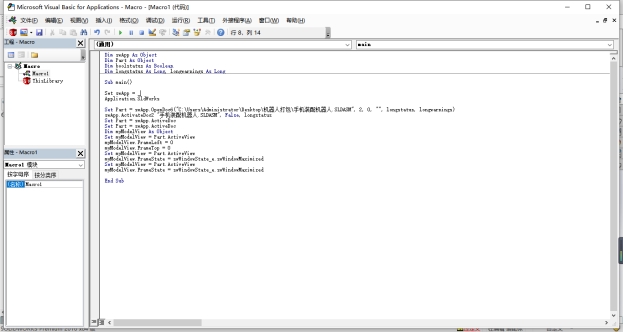 Microsoft Visual Basic for Applications - Macro - [Macro1 (代码)]
文件(F) 编辑(E) 视图(V) 插入(I) 格式(O) 调试(D) 运行(R) 工具(T) 外接程序(A) 窗口(W) 帮助(H)
行 8, 列 14
工程 - Macro
Macro
Macro1
ThisLibrary
属性 - Macro1
Macro1 模块
按字母序 按分类序
(名称) Macro1
(通用) main
Dim swApp As Object
Dim Part As Object
Dim boolstatus As Boolean
Dim longstatus As Long, longwarnings As Long
Sub main()
Set swApp = _
Application.SldWorks
Set Part = swApp.OpenDoc6("C:\Users\Administrator\Desktop\机器人打包\手机装配机器人.SLDASM", 2, 0, "", longstatus, longwarnings)
swApp.ActivateDoc2 "手机装配机器人.SLDASM", False, longstatus
Set Part = swApp.ActiveDoc
Set Part = swApp.ActiveDoc
Dim myModelView As Object
Set myModelView = Part.ActiveView
myModelView.FrameLeft = 0
myModelView.FrameTop = 0
Set myModelView = Part.ActiveView
myModelView.FrameState = swWindowState_e.swWindowMaximized
Set myModelView = Part.ActiveView
myModelView.FrameState = swWindowState_e.swWindowMaximized
End Sub